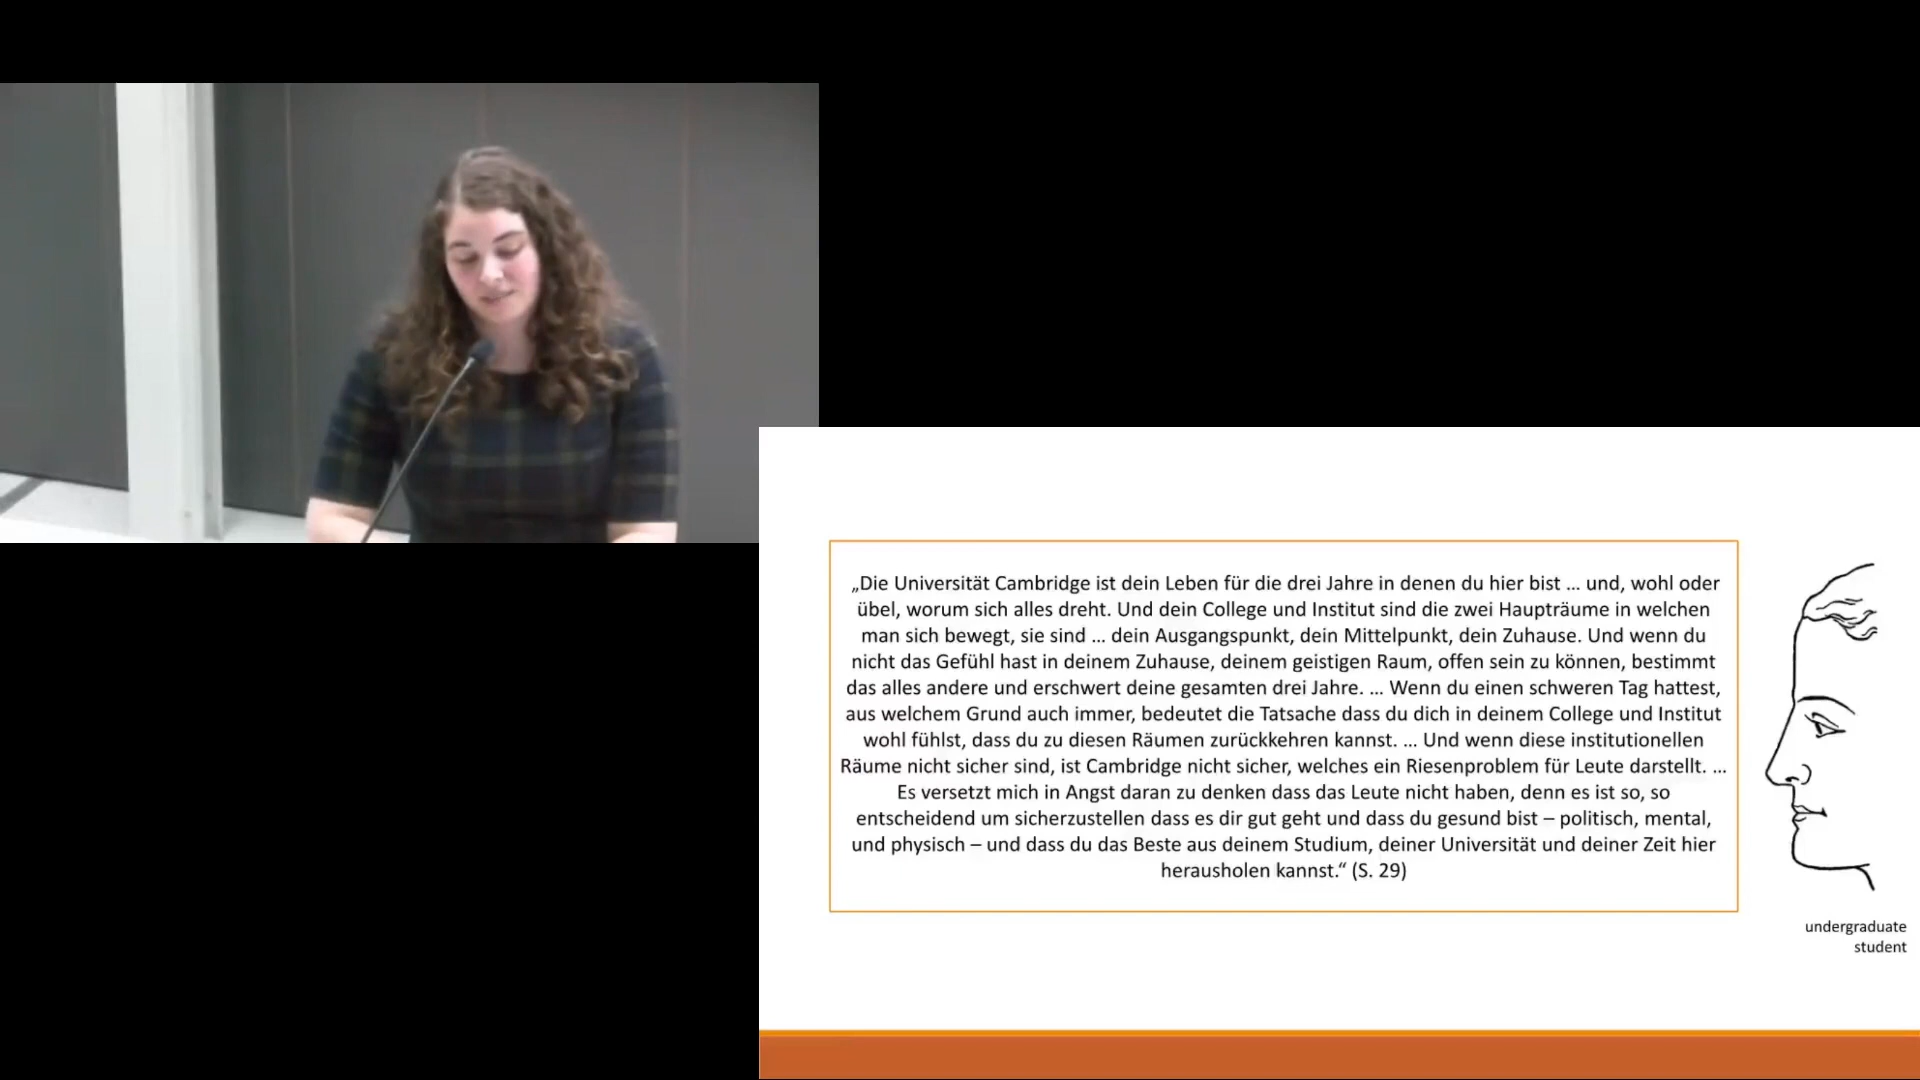 „Die Universität Cambridge ist dein Leben für die drei Jahre in denen du hier bist ... und, wohl oder
übel, worum sich alles dreht. Und dein College und Institut sind die zwei Haupträume in welchen
man sich bewegt, sie sind ... dein Ausgangspunkt, dein Mittelpunkt, dein Zuhause. Und wenn du
nicht das Gefühl hast in deinem Zuhause, deinem geistigen Raum, offen sein zu können, bestimmt
das alles andere und erschwert deine gesamten drei Jahre. ... Wenn du einen schweren Tag hattest,
aus welchem Grund auch immer, bedeutet die Tatsache dass du dich in deinem College und Institut
wohl fühlst, dass du zu diesen Räumen zurückkehren kannst. ... Und wenn diese institutionellen
Räume nicht sicher sind, ist Cambridge nicht sicher, welches ein Riesenproblem für Leute darstellt. ...
Es versetzt mich in Angst daran zu denken dass das Leute nicht haben, denn es ist so, so
entscheidend um sicherzustellen dass es dir gut geht und dass du gesund bist – politisch, mental,
und physisch – und dass du das Beste aus deinem Studium, deiner Universität und deiner Zeit hier
herausholen kannst.“ (S. 29)
undergraduate
student